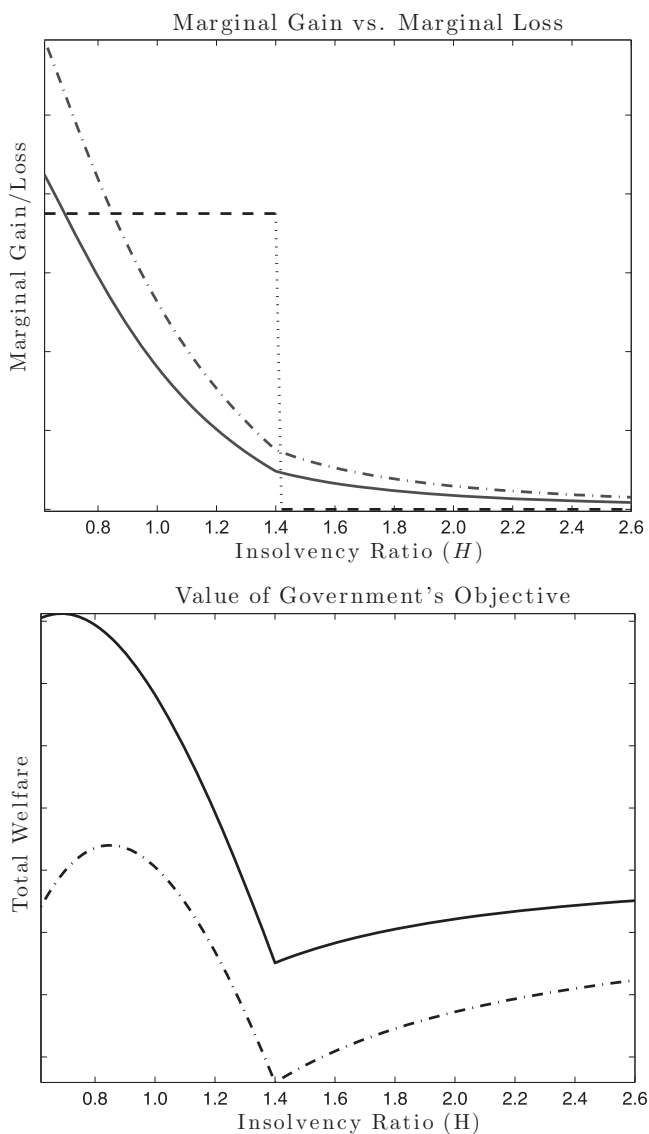 Marginal Gain vs. Marginal Loss
Marginal Gain/Loss
0.8 1.0 1.2 1.4 1.6 1.8 2.0 2.2 2.4 2.6
Insolvency Ratio (H)
Value of Government's Objective
Total Welfare
0.8 1.0 1.2 1.4 1.6 1.8 2.0 2.2 2.4 2.6
Insolvency Ratio (H)